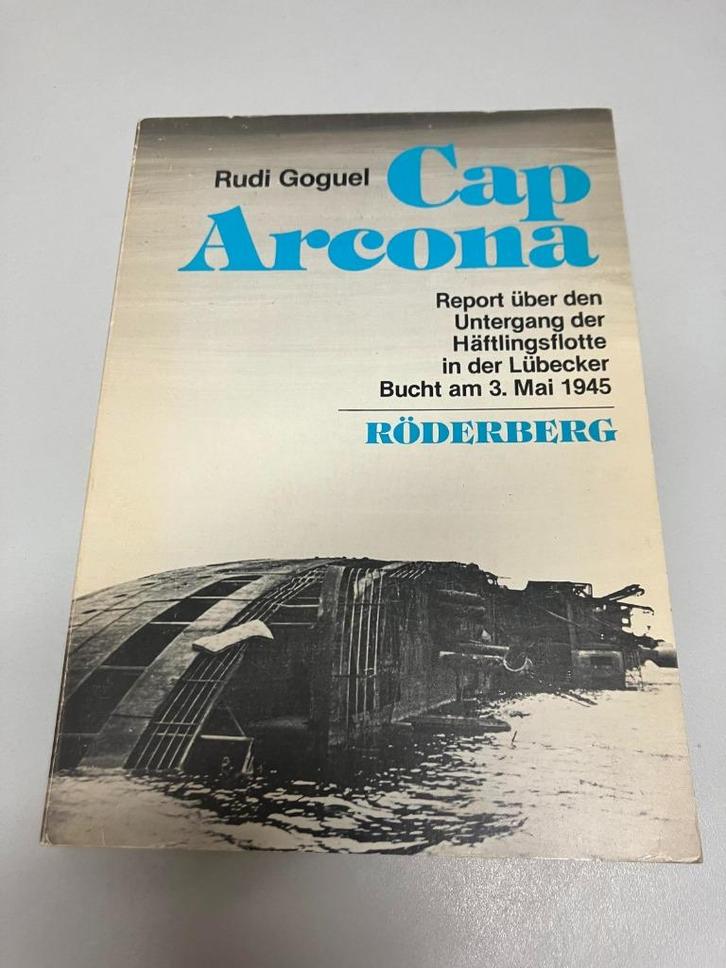 Rudi Goguel Cap
Arcona
Report über den
Untergang der
Häftlingsflotte
in der Lübecker
Bucht am 3. Mai 1945
RÖDERBERG